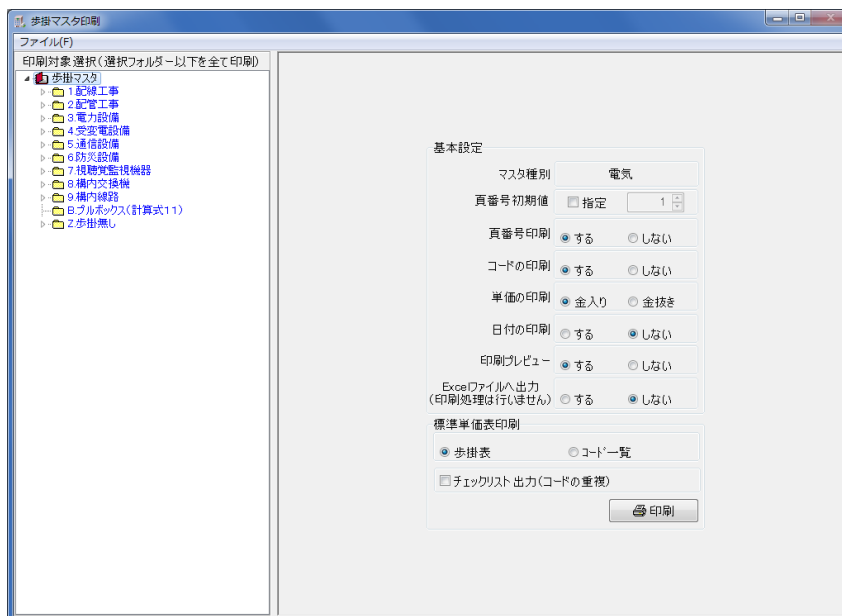 歩掛マスタ印刷
ファイル(F)
印刷対象選択(選択フォルダー以下を全て印刷)
歩掛マスタ
1.配線工事
2.配管工事
3.電力設備
4.受変電設備
5.通信設備
6.防災設備
7.視聴覚監視機器
8.構内交換機
9.構内線路
B.プルボックス(計算式11)
Z.歩掛無し
基本設定
マスタ種別 電気
頁番号初期値 指定 1
頁番号印刷 する しない
コードの印刷 する しない
単価の印刷 金入り 金抜き
日付の印刷 する しない
印刷プレビュー する しない
Excelファイルへ出力
(印刷処理は行いません) する しない
標準単価表印刷
歩掛表 コード一覧
チェックリスト出力(コードの重複)
印刷